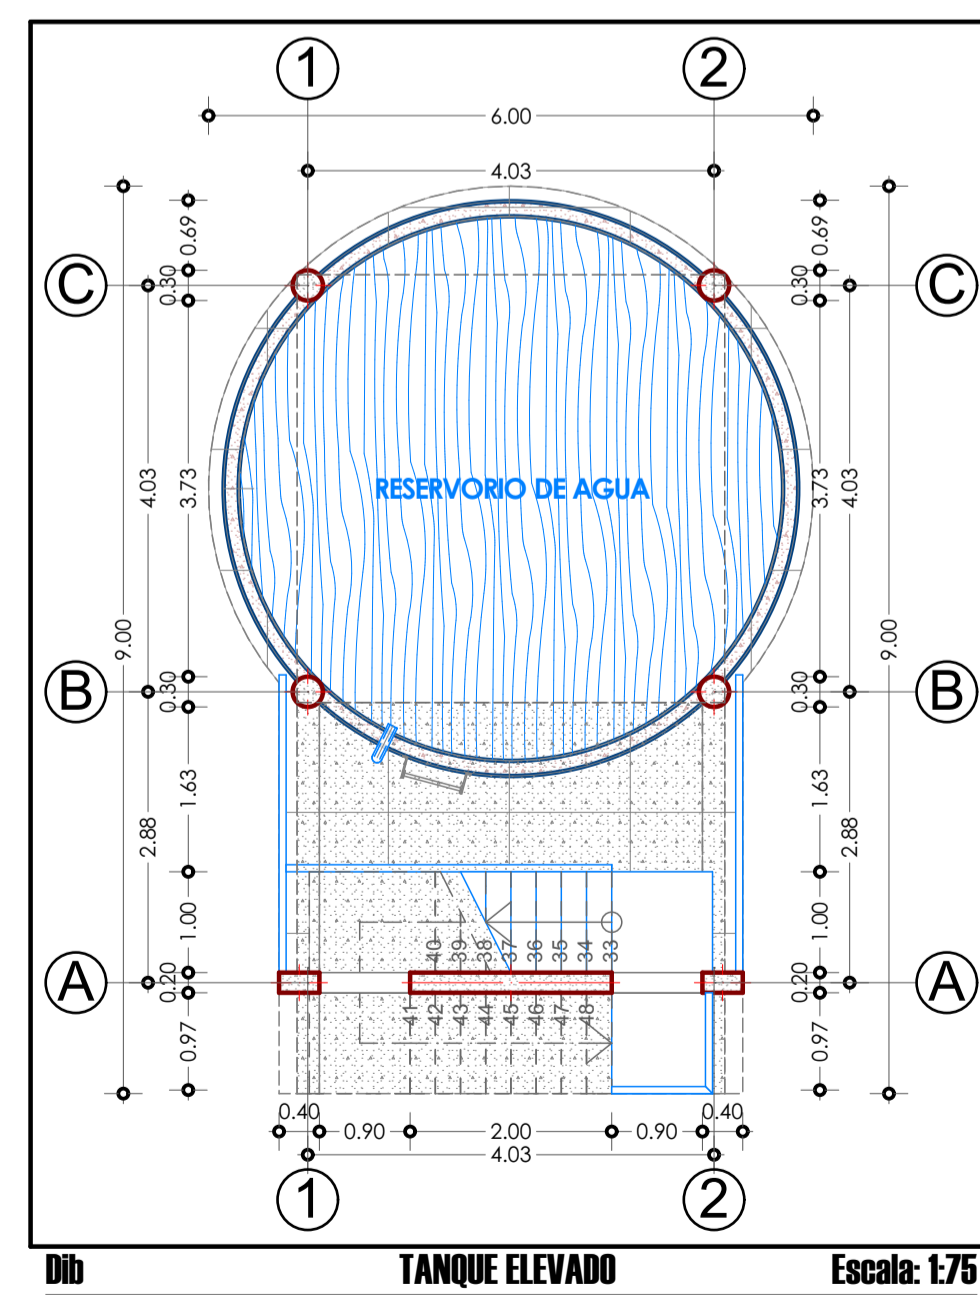 1 2
6.00
4.03
0.69 0.69
C 0.30 0.30 C
4.03 3.73 3.73 4.03
RESERVORIO DE AGUA
9.00 9.00
B 0.30 0.30 B
1.63 1.63
2.88 2.88
1.00 40 39 38 37 36 35 34 33 1.00
A 0.20 0.20 A
41 42 43 44 45 46 47 48
0.97 0.97
0.40 0.40
0.90 2.00 0.90
4.03
1 2
Dib TANQUE ELEVADO Escala: 1:75